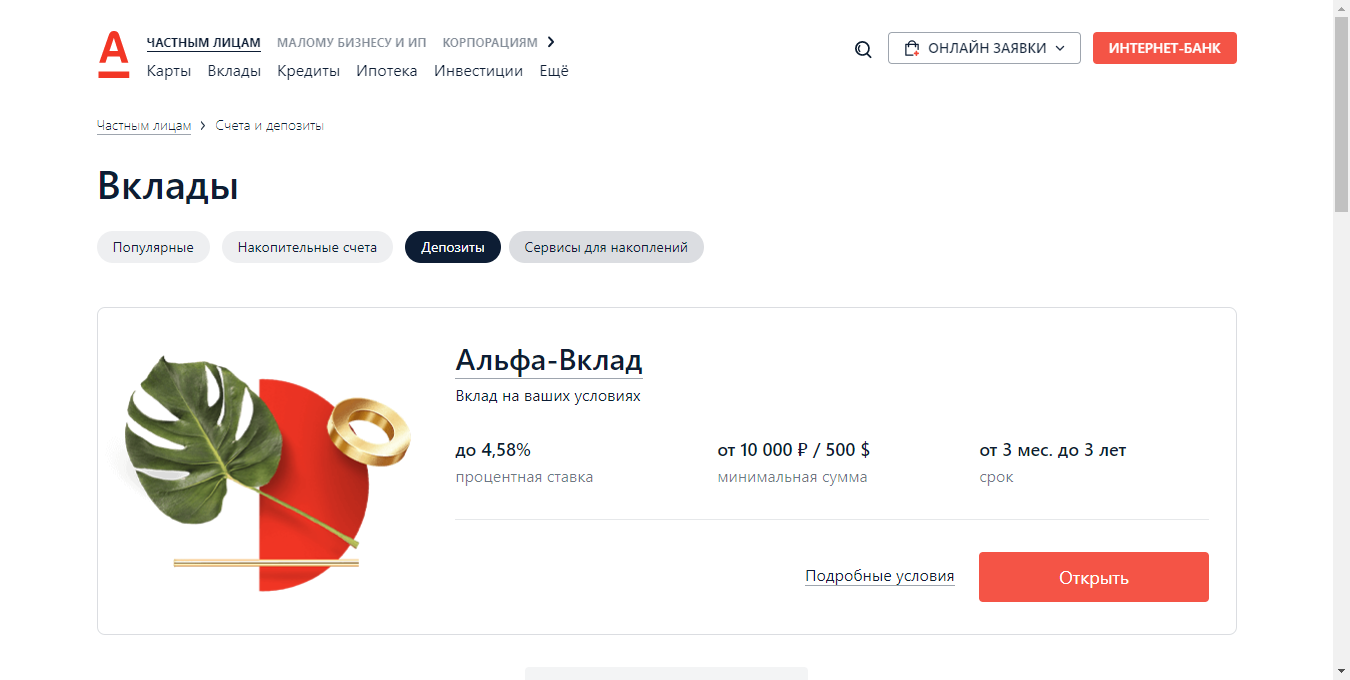 ЧАСТНЫМ ЛИЦАМ МАЛОМУ БИЗНЕСУ И ИП КОРПОРАЦИЯМ
Карты Вклады Кредиты Ипотека Инвестиции Ещё
ОНЛАЙН ЗАЯВКИ ИНТЕРНЕТ-БАНК
Частным лицам Счета и депозиты
Вклады
Популярные Накопительные счета Депозиты Сервисы для накоплений
Альфа-Вклад
Вклад на ваших условиях
до 4,58% от 10 000 ₽ / 500 $ от 3 мес. до 3 лет
процентная ставка минимальная сумма срок
Подробные условия Открыть